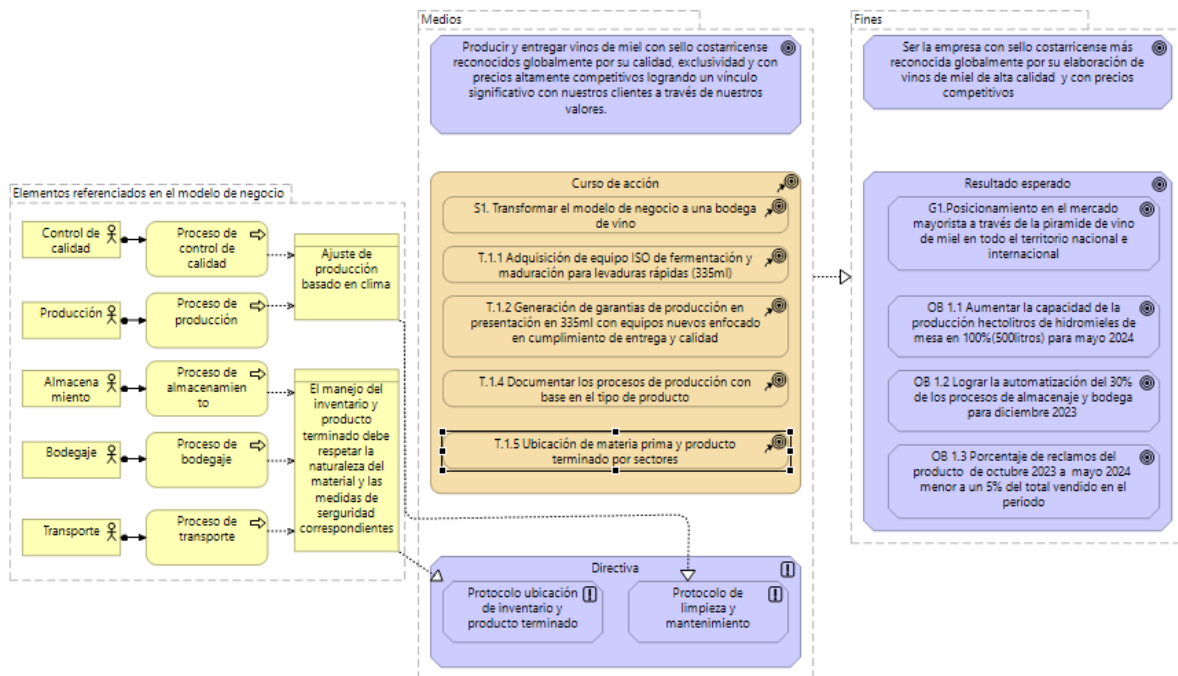 Medios
Producir y entregar vinos de miel con sello costarricense
reconocidos globalmente por su calidad, exclusividad y con
precios altamente competitivos logrando un vínculo
significativo con nuestros clientes a través de nuestros
valores.
Fines
Ser la empresa con sello costarricense más
reconocida globalmente por su elaboración de
vinos de miel de alta calidad y con precios
competitivos
Elementos referenciados en el modelo de negocio
Control de
calidad
Proceso de
control de
calidad
Ajuste de
producción
basado en clima
Producción
Proceso de
producción
Almacena
miento
Proceso de
almacenamien
to
El manejo del
inventario y
producto
terminado debe
respetar la
naturaleza del
material y las
medidas de
serguridad
correspondientes
Bodegaje
Proceso de
bodegaje
Transporte
Proceso de
transporte
Curso de acción
S1. Transformar el modelo de negocio a una bodega
de vino
T.1.1 Adquisición de equipo ISO de fermentación y
maduración para levaduras rápidas (335ml)
T.1.2 Generación de garantias de producción en
presentación en 335ml con equipos nuevos enfocado
en cumplimiento de entrega y calidad
T.1.4 Documentar los procesos de producción con
base en el tipo de producto
T.1.5 Ubicación de materia prima y producto
terminado por sectores
Directiva
Protocolo ubicación
de inventario y
producto terminado
Protocolo de
limpieza y
mantenimiento
Resultado esperado
G1.Posicionamiento en el mercado
mayorista a través de la piramide de vino
de miel en todo el territorio nacional e
internacional
OB 1.1 Aumentar la capacidad de la
producción hectolitros de hidromieles de
mesa en 100%(500litros) para mayo 2024
OB 1.2 Lograr la automatización del 30%
de los procesos de almacenaje y bodega
para diciembre 2023
OB 1.3 Porcentaje de reclamos del
producto de octubre 2023 a mayo 2024
menor a un 5% del total vendido en el
periodo